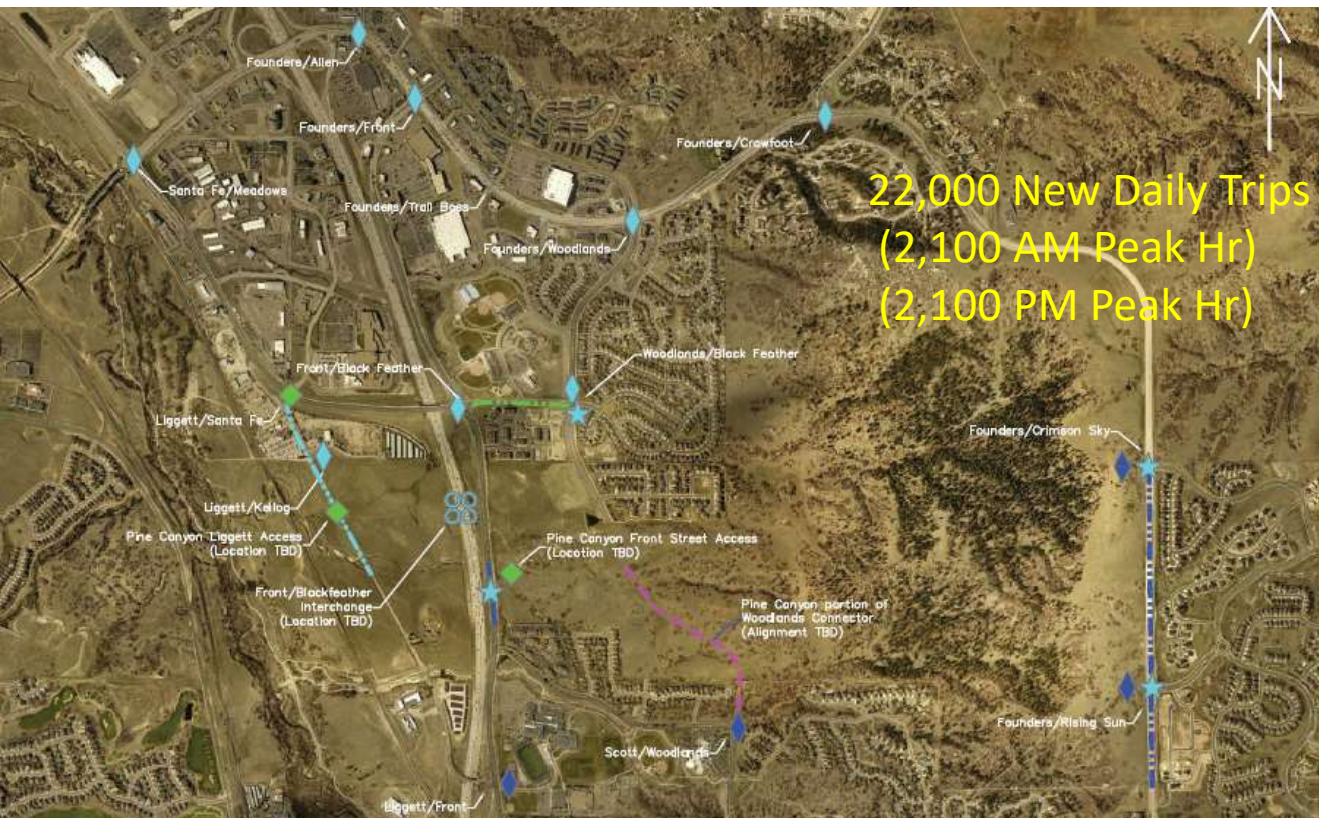 N
Founders/Allen
Founders/Front
Founders/Crowfoot
Santa Fe/Meadows
Founders/Trail Boss
Founders/Woodlands
22,000 New Daily Trips
(2,100 AM Peak Hr)
(2,100 PM Peak Hr)
Woodlands/Black Feather
Front/Black Feather
Liggett/Santa Fe
Founders/Crimson Sky
Liggett/Kellog
Pine Canyon Liggett Access
(Location TBD)
Pine Canyon Front Street Access
(Location TBD)
Front/Blackfeather
Interchange
(Location TBD)
Pine Canyon portion of
Woodlands Connector
(Alignment TBD)
Founders/Rising Sun
Scott/Woodlands
Liggett/Front